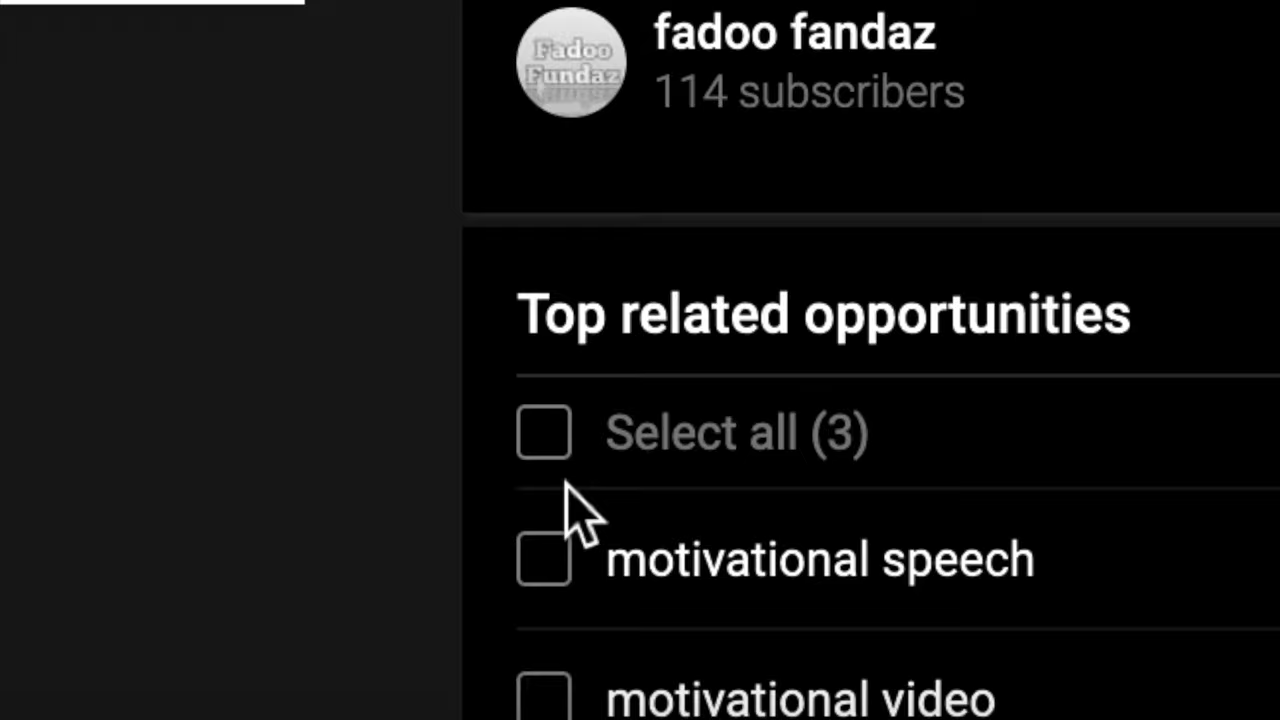 fadoo fandaz
Fadoo
Fundaz
114 subscribers
Top related opportunities
Select all (3)
motivational speech
motivational video